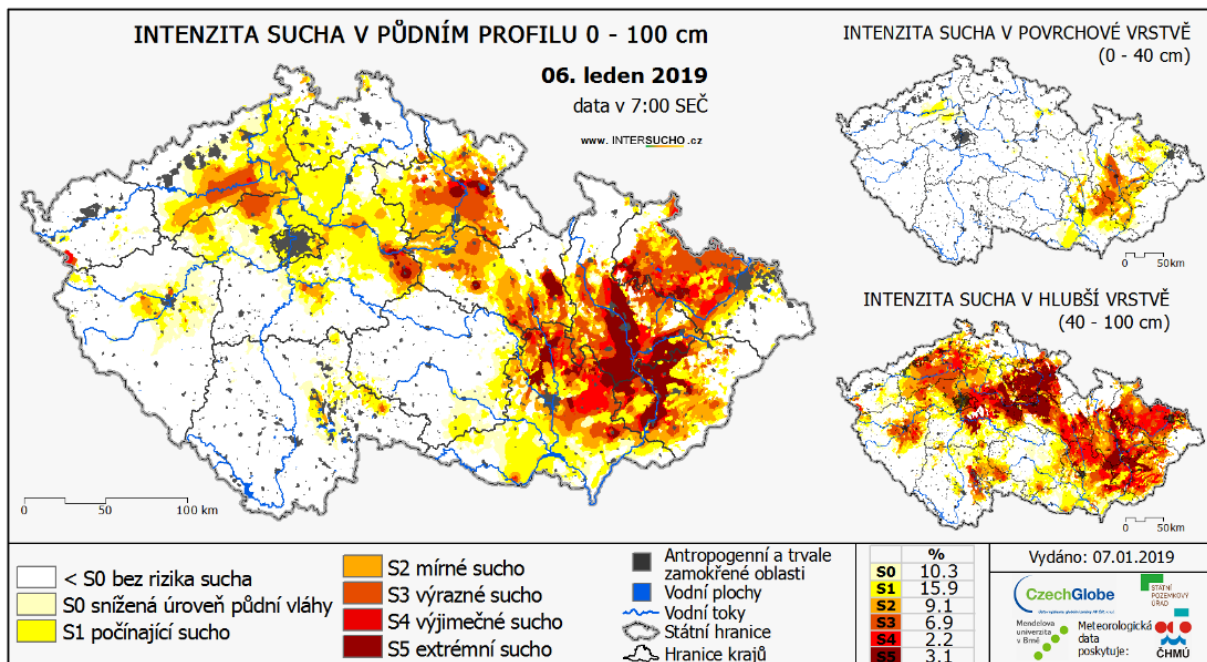 INTENZITA SUCHA V PŮDNÍM PROFILU 0 - 100 cm
06. leden 2019
data v 7:00 SEČ
www. INTERSUCHO .cz
0 50 100 km
INTENZITA SUCHA V POVRCHOVÉ VRSTVĚ
(0 - 40 cm)
0 50km
INTENZITA SUCHA V HLUBŠÍ VRSTVĚ
(40 - 100 cm)
0 50km
< S0 bez rizika sucha
S0 snížená úroveň půdní vláhy
S1 počínající sucho
S2 mírné sucho
S3 výrazné sucho
S4 výjimečné sucho
S5 extrémní sucho
Antropogenní a trvale
zamokřené oblasti
Vodní plochy
Vodní toky
Státní hranice
Hranice krajů
%
S0 10.3
S1 15.9
S2 9.1
S3 6.9
S4 2.2
S5 3.1
Vydáno: 07.01.2019
CzechGlobe
STÁTNÍ
POZEMKOVÝ
ÚŘAD
Mendelova
univerzita
v Brně
Meteorologická
data
poskytuje:
ČHMÚ